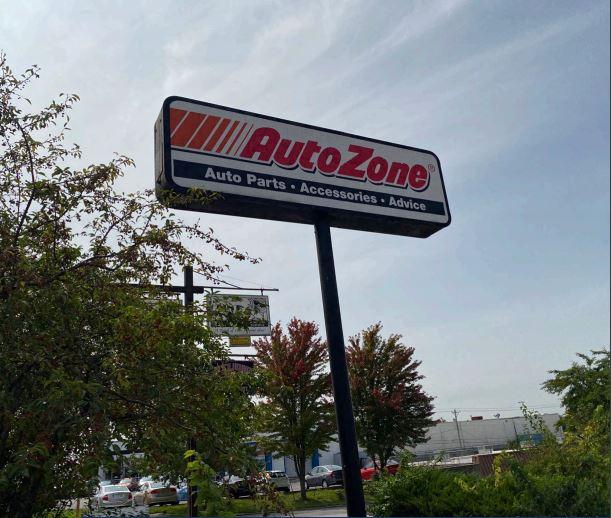 AutoZone®
Auto Parts • Accessories • Advice